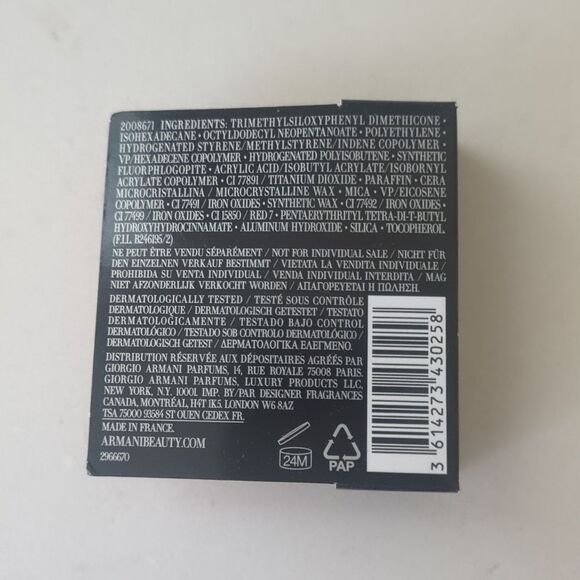 2008671 INGREDIENTS: TRIMETHYLSILOXYPHENYL DIMETHICONE •
ISOHEXADECANE • OCTYLDODECYL NEOPENTANOATE • POLYETHYLENE •
HYDROGENATED STYRENE/METHYLSTYRENE/INDENE COPOLYMER •
VP/HEXADECENE COPOLYMER • HYDROGENATED POLYISOBUTENE • SYNTHETIC
FLUORPHLOGOPITE • ACRYLIC ACID/ISOBUTYL ACRYLATE/ISOBORNYL
ACRYLATE COPOLYMER • CI 77891 / TITANIUM DIOXIDE • PARAFFIN • CERA
MICROCRISTALLINA / MICROCRYSTALLINE WAX • MICA • VP/EICOSENE
COPOLYMER • CI 77491 / IRON OXIDES • SYNTHETIC WAX • CI 77492 / IRON OXIDES •
CI 77499 / IRON OXIDES • CI 15850 / RED 7 • PENTAERYTHRITYL TETRA-DI-T-BUTYL
HYDROXYHYDROCINNAMATE • ALUMINUM HYDROXIDE • SILICA • TOCOPHEROL.
(F.I.L. B246195/2)
NE PEUT ÊTRE VENDU SÉPARÉMENT / NOT FOR INDIVIDUAL SALE / NICHT FÜR
DEN EINZELNEN VERKAUF BESTIMMT / VIETATA LA VENDITA INDIVIDUALE /
PROHIBIDA SU VENTA INDIVIDUAL / VENDA INDIVIDUAL INTERDITA / MAG
NIET AFZONDERLIJK VERKOCHT WORDEN / ΑΠΑΓΟΡΕΥΕΤΑΙ Η ΠΩΛΗΣΗ.
DERMATOLOGICALLY TESTED / TESTÉ SOUS CONTRÔLE
DERMATOLOGIQUE / DERMATOLOGISCH GETESTET / TESTATO
DERMATOLOGICAMENTE / TESTADO BAJO CONTROL
DERMATOLÓGICO / TESTADO SOB CONTROLO DERMATOLÓGICO /
DERMATOLOGISCH GETEST / ΔΕΡΜΑΤΟΛΟΓΙΚΑ ΕΛΕΓΜΕΝΟ.
DISTRIBUTION RÉSERVÉE AUX DÉPOSITAIRES AGRÉÉS PAR
GIORGIO ARMANI PARFUMS, 14, RUE ROYALE 75008 PARIS.
GIORGIO ARMANI PARFUMS, LUXURY PRODUCTS LLC,
NEW YORK, N.Y. 10001. IMP. BY/PAR DESIGNER FRAGRANCES
CANADA, MONTRÉAL, H4T 1K5. LONDON W6 8AZ
TSA 75000 93584 ST OUEN CEDEX FR.
MADE IN FRANCE.
ARMANIBEAUTY.COM
2966670
24M
PAP
3 614273 430258